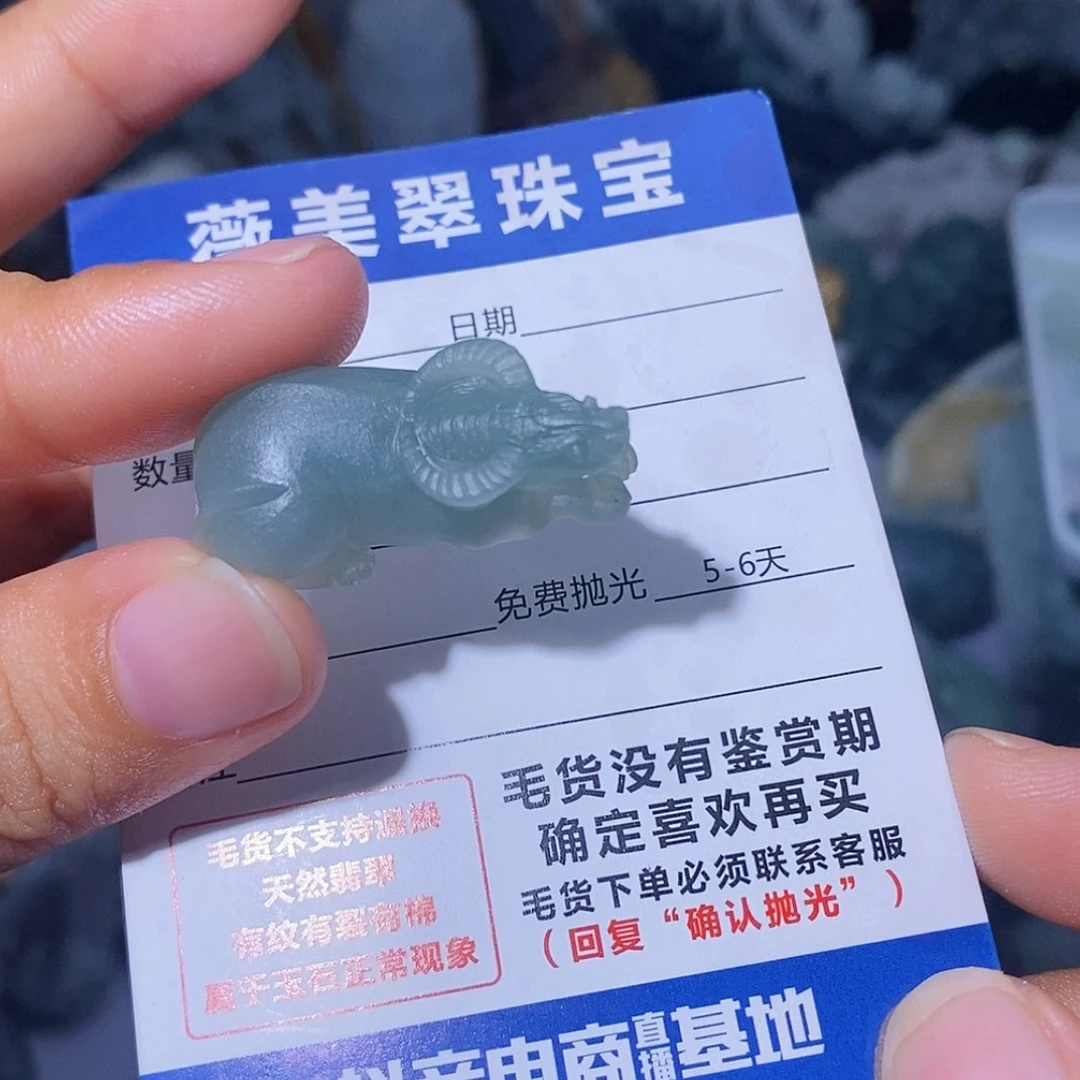 薇美翠珠宝
日期
数量
免费抛光 5-6天
毛货没有鉴赏期
确定喜欢再买
毛货下单必须联系客服
（回复“确认抛光”）
毛货不支持退换
天然翡翠
有纹有裂有棉
属于玉石正常现象
抖音电商直播基地